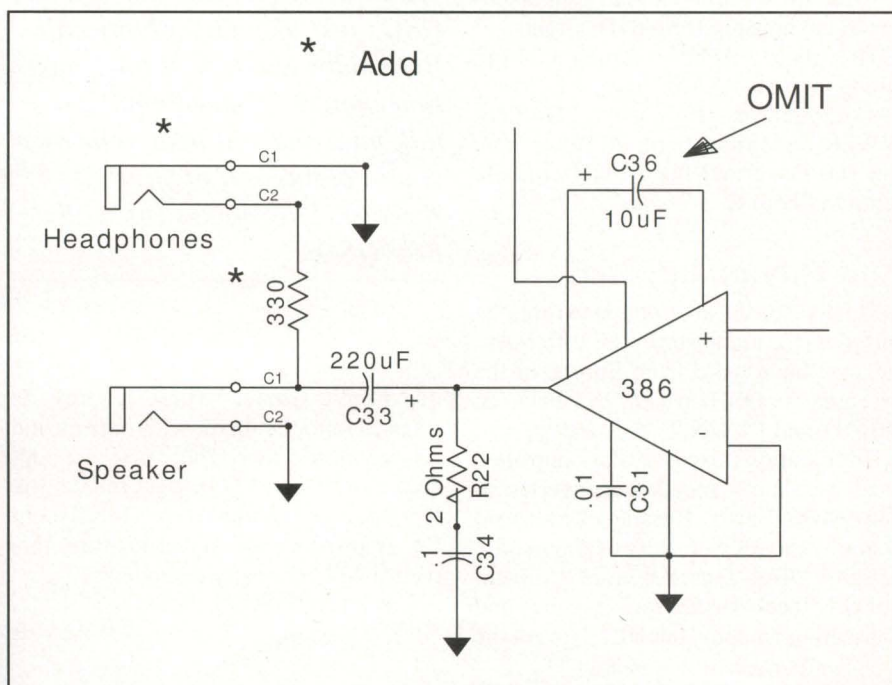 *
Add
OMIT
*
C1
C2
Headphones
+
C36
10uF
*
330
+
386
-
220uF
C1
+
C33
C2
Speaker
2 Ohms
R22
.01
C31
.1
C34